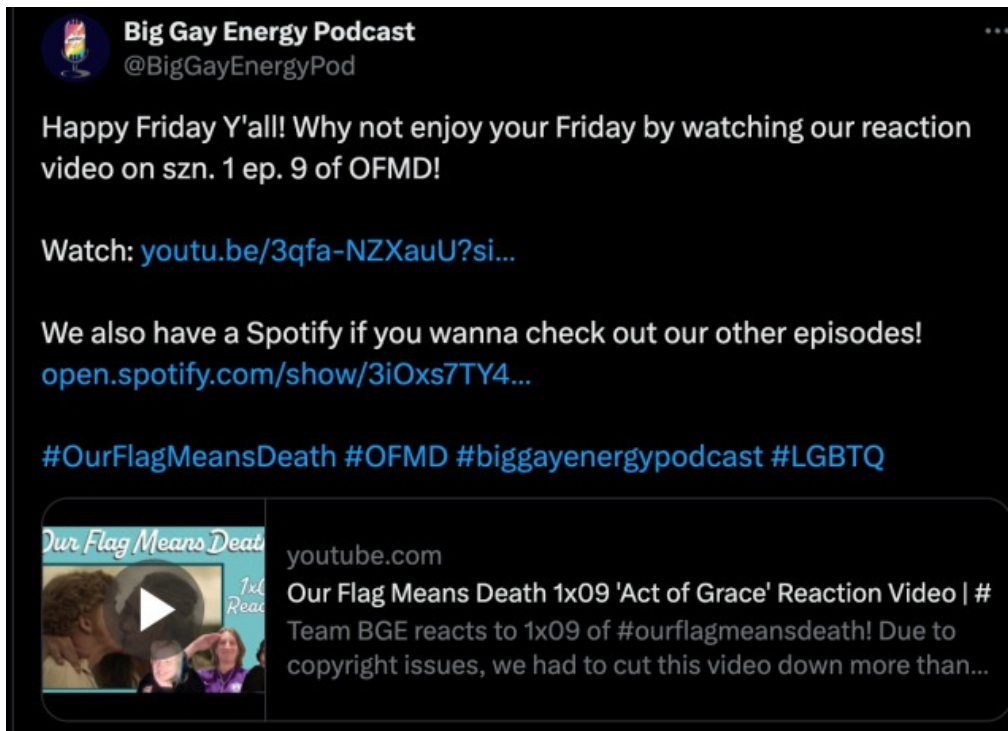 Big Gay Energy Podcast
@BigGayEnergyPod
Happy Friday Y'all! Why not enjoy your Friday by watching our reaction
video on szn. 1 ep. 9 of OFMD!
Watch: youtu.be/3qfa-NZXauU?si...
We also have a Spotify if you wanna check out our other episodes!
open.spotify.com/show/3iOxs7TY4...
#OurFlagMeansDeath #OFMD #biggayenergypodcast #LGBTQ
Our Flag Means Deat
1x0
Reac
youtube.com
Our Flag Means Death 1x09 'Act of Grace' Reaction Video | #
Team BGE reacts to 1x09 of #ourflagmeansdeath! Due to
copyright issues, we had to cut this video down more than...